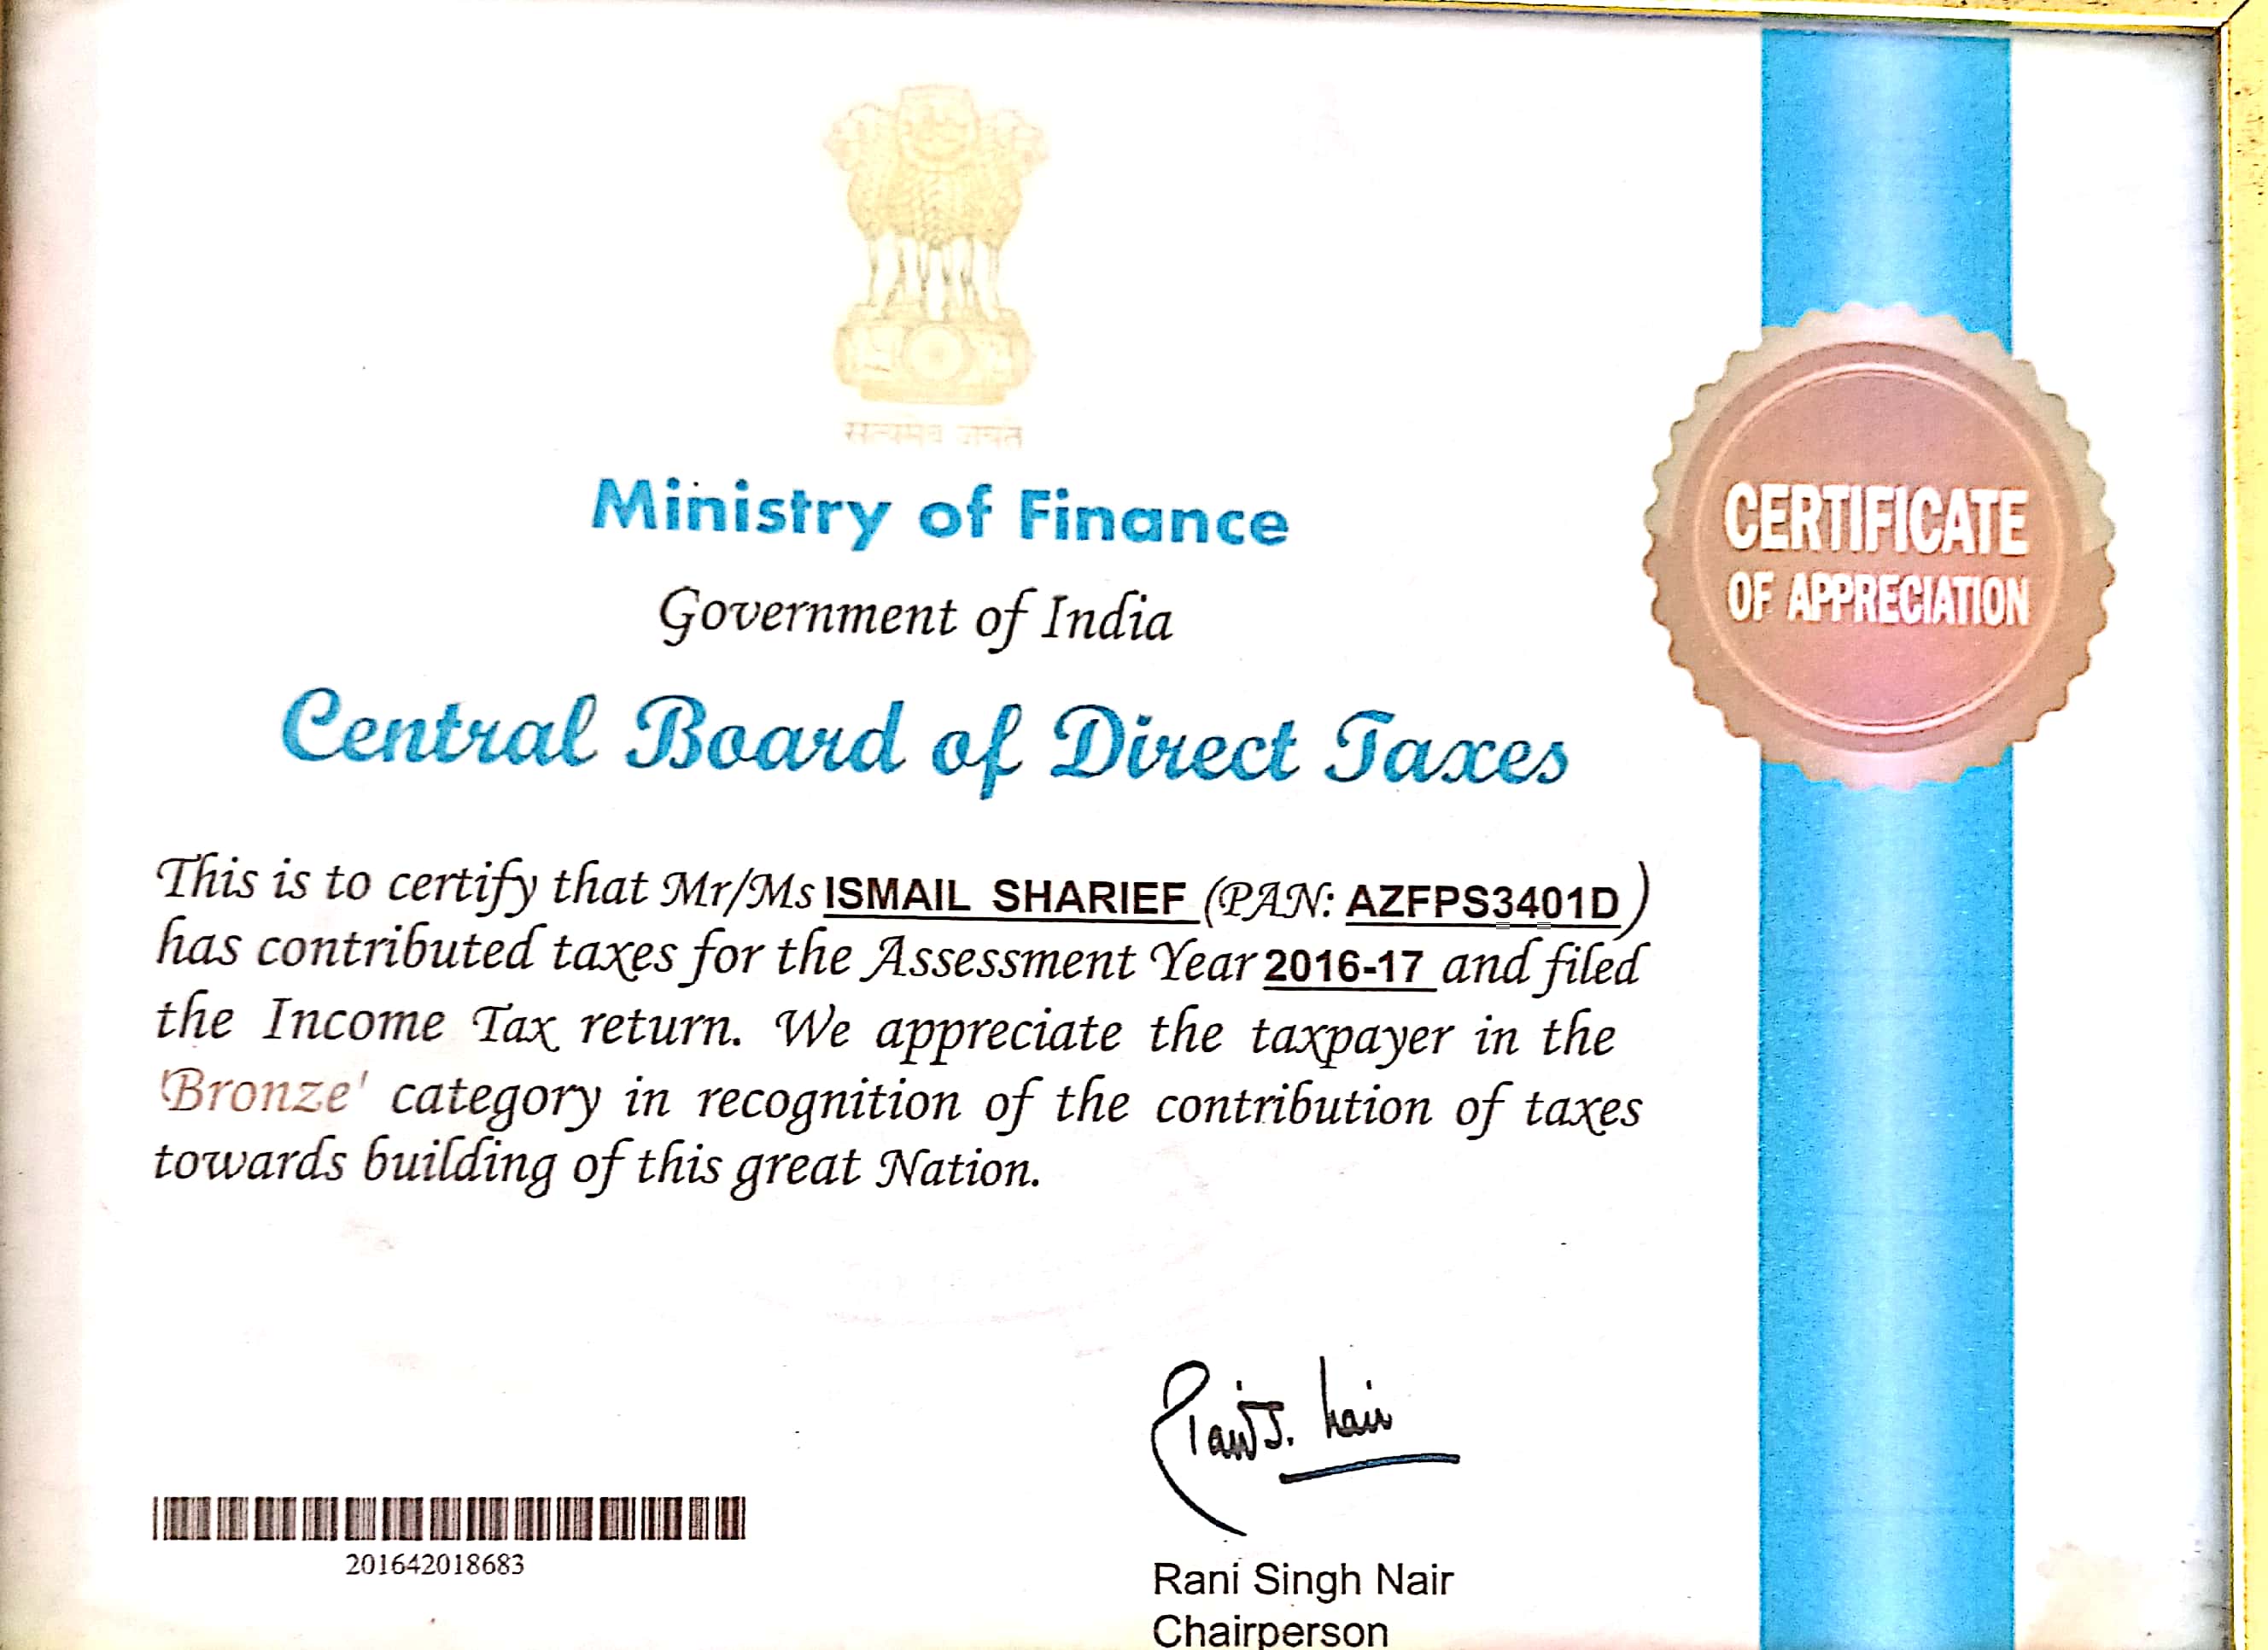 सत्यमेव जयते
Ministry of Finance
Government of India
Central Board of Direct Taxes
CERTIFICATE
OF APPRECIATION
This is to certify that Mr/Ms ISMAIL SHARIEF (PAN: AZFPS3401D)
has contributed taxes for the Assessment Year 2016-17 and filed
the Income Tax return. We appreciate the taxpayer in the
'Bronze' category in recognition of the contribution of taxes
towards building of this great Nation.
Rani S. Nair
201642018683
Rani Singh Nair
Chairperson